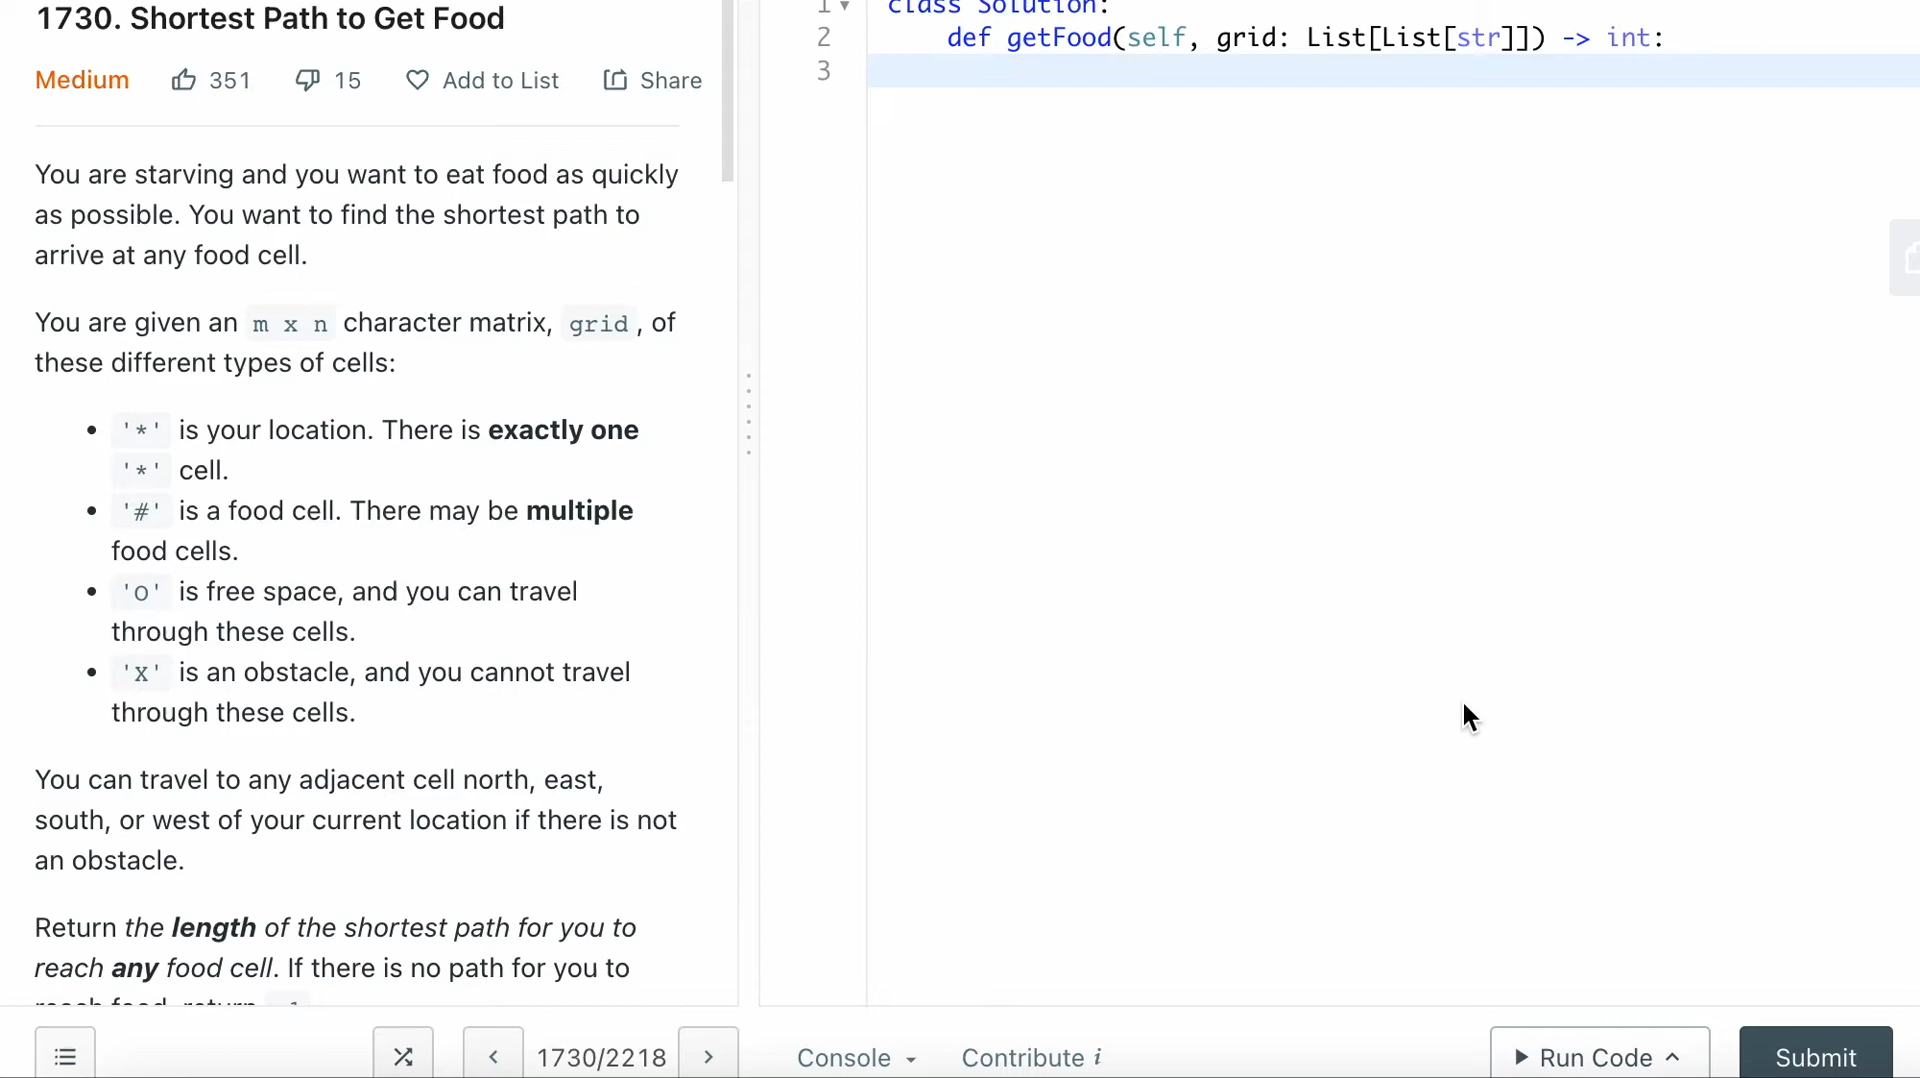 1730. Shortest Path to Get Food
Medium 351 15 Add to List Share
You are starving and you want to eat food as quickly
as possible. You want to find the shortest path to
arrive at any food cell.
You are given an m x n character matrix, grid, of
these different types of cells:
• '*' is your location. There is exactly one
'*' cell.
• '#' is a food cell. There may be multiple
food cells.
• 'O' is free space, and you can travel
through these cells.
• 'X' is an obstacle, and you cannot travel
through these cells.
You can travel to any adjacent cell north, east,
south, or west of your current location if there is not
an obstacle.
Return the length of the shortest path for you to
reach any food cell. If there is no path for you to
reach food, return
1 class Solution:
2 def getFood(self, grid: List[List[str]]) -> int:
3
1730/2218
Console Contribute i
Run Code Submit